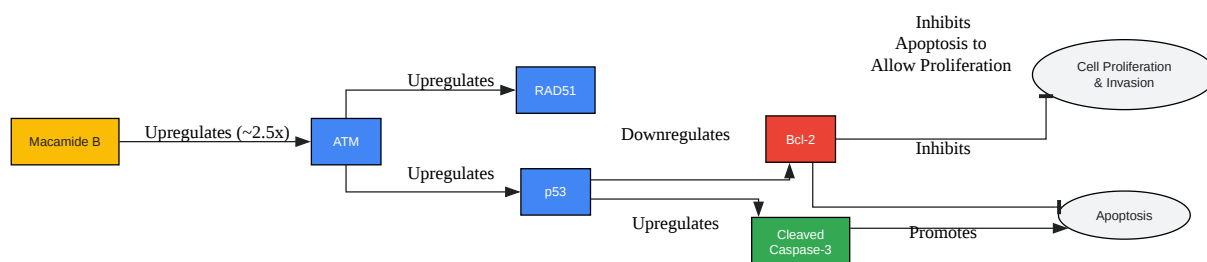 Inhibits
Apoptosis to
Allow Proliferation
Cell Proliferation
& Invasion
Upregulates
RAD51
Macamide B
Upregulates (~2.5x)
ATM
Downregulates
Bcl-2
Inhibits
Upregulates
p53
Upregulates
Cleaved
Caspase-3
Promotes
Apoptosis